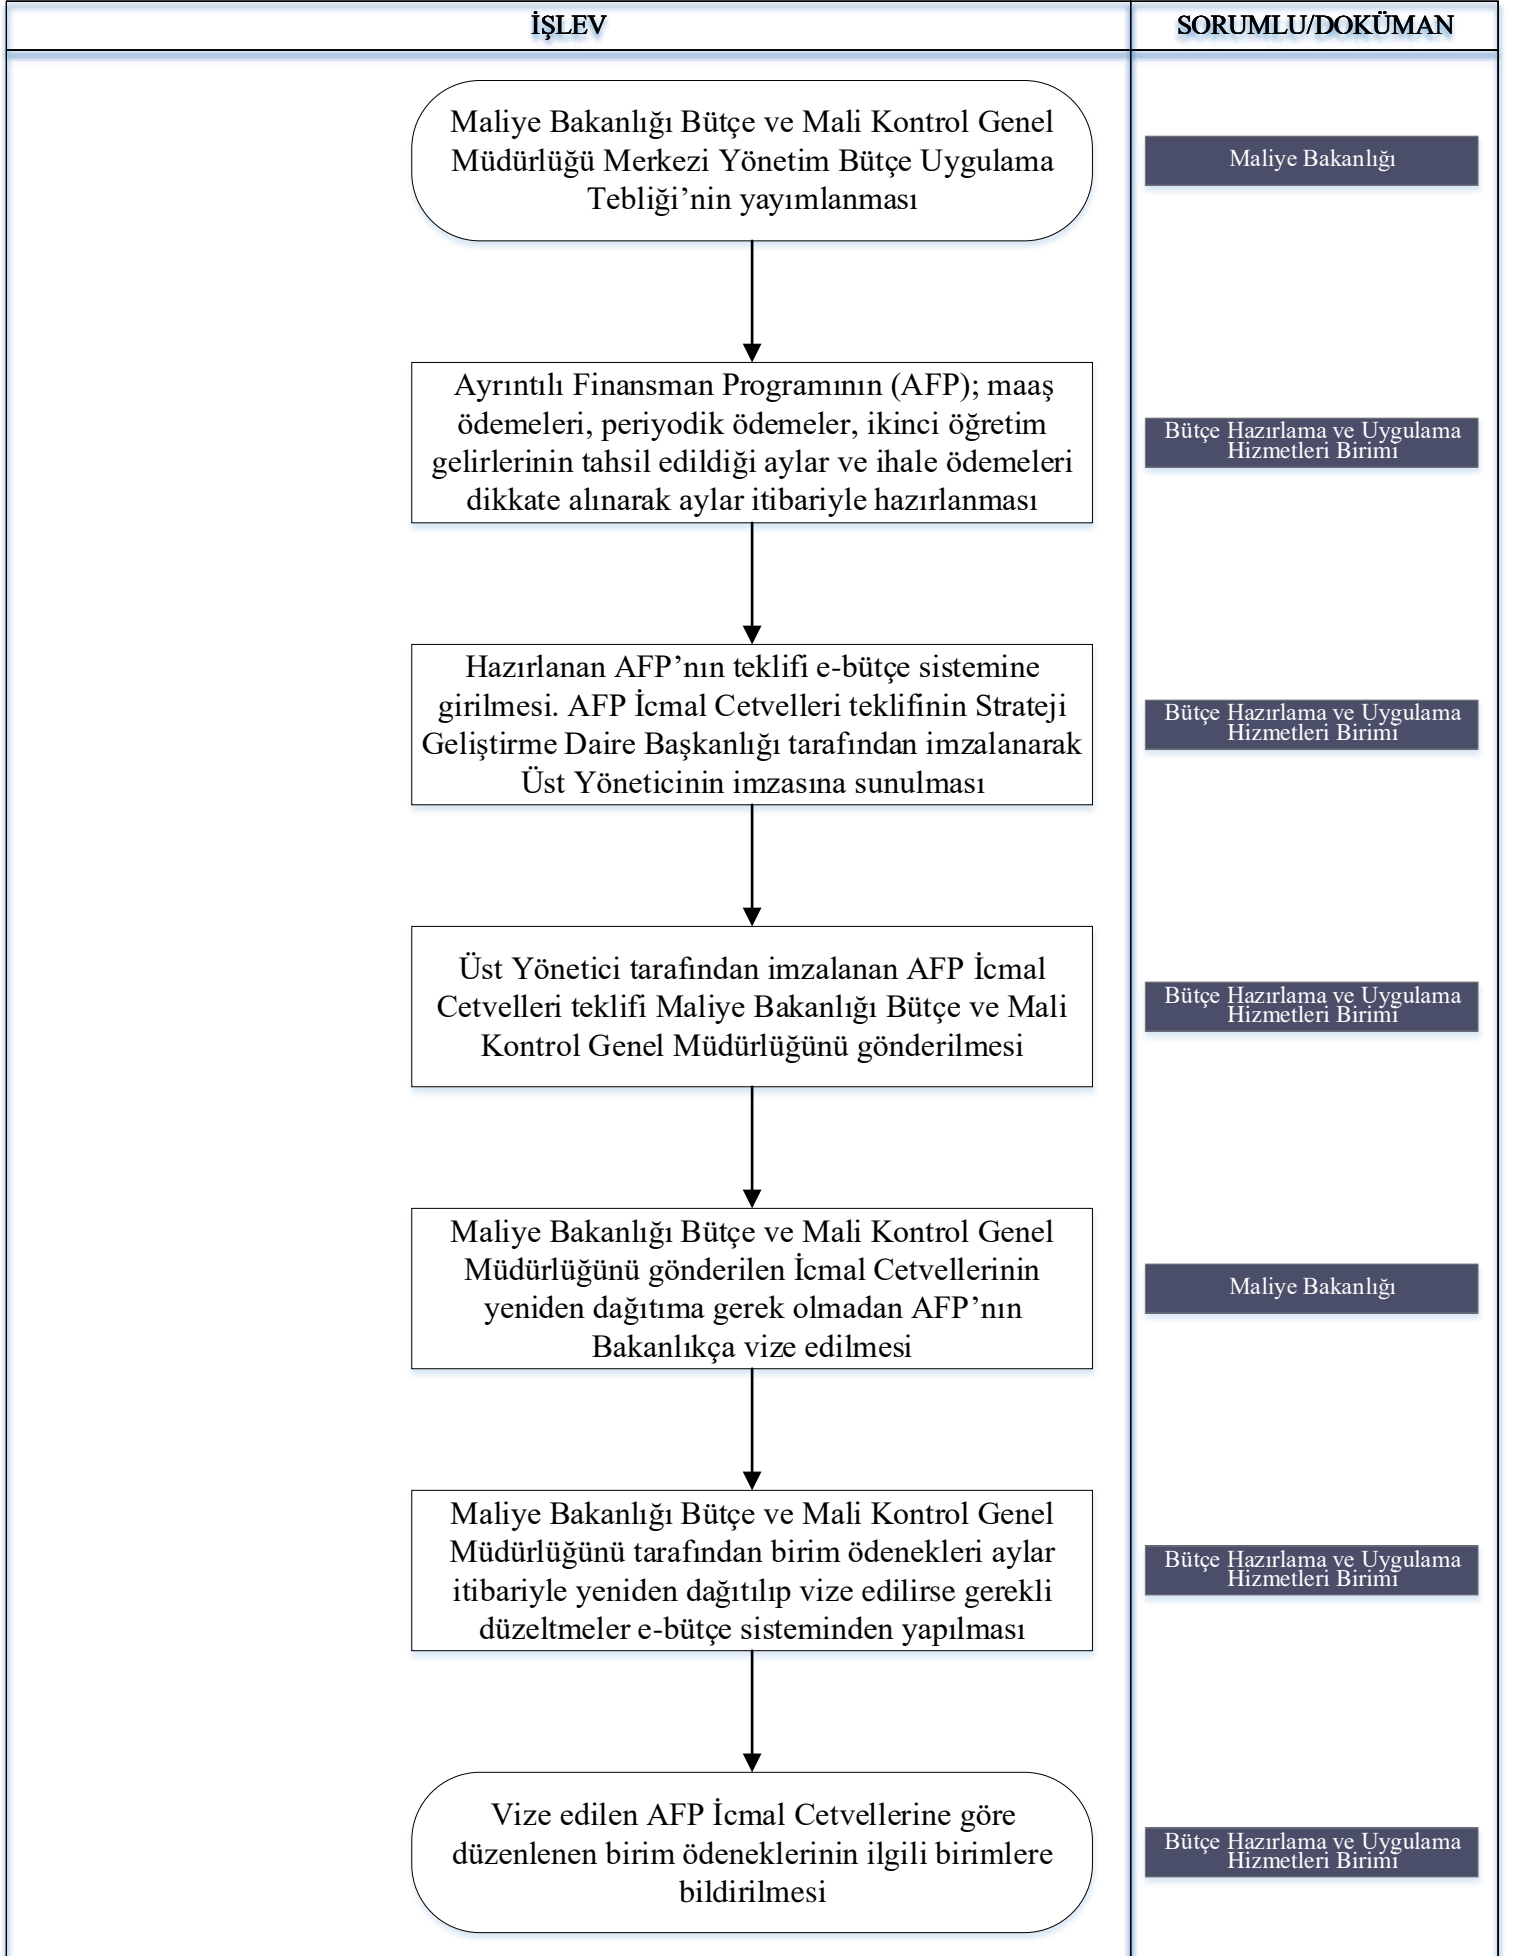 İŞLEV
SORUMLU/DOKÜMAN
Maliye Bakanlığı Bütçe ve Mali Kontrol Genel
Müdürlüğü Merkezi Yönetim Bütçe Uygulama
Tebliği’nin yayımlanması
Maliye Bakanlığı
Ayrıntılı Finansman Programının (AFP); maaş
ödemeleri, periyodik ödemeler, ikinci öğretim
gelirlerinin tahsil edildiği aylar ve ihale ödemeleri
dikkate alınarak aylar itibariyle hazırlanması
Bütçe Hazırlama ve Uygulama
Hizmetleri Birimi
Hazırlanan AFP’nın teklifi e-bütçe sistemine
girilmesi. AFP İcmal Cetvelleri teklifinin Strateji
Geliştirme Daire Başkanlığı tarafından imzalanarak
Üst Yöneticinin imzasına sunulması
Bütçe Hazırlama ve Uygulama
Hizmetleri Birimi
Üst Yönetici tarafından imzalanan AFP İcmal
Cetvelleri teklifi Maliye Bakanlığı Bütçe ve Mali
Kontrol Genel Müdürlüğünü gönderilmesi
Bütçe Hazırlama ve Uygulama
Hizmetleri Birimi
Maliye Bakanlığı Bütçe ve Mali Kontrol Genel
Müdürlüğünü gönderilen İcmal Cetvellerinin
yeniden dağıtıma gerek olmadan AFP’nın
Bakanlıkça vize edilmesi
Maliye Bakanlığı
Maliye Bakanlığı Bütçe ve Mali Kontrol Genel
Müdürlüğünü tarafından birim ödenekleri aylar
itibariyle yeniden dağıtılıp vize edilirse gerekli
düzeltmeler e-bütçe sisteminden yapılması
Bütçe Hazırlama ve Uygulama
Hizmetleri Birimi
Vize edilen AFP İcmal Cetvellerine göre
düzenlenen birim ödeneklerinin ilgili birimlere
bildirilmesi
Bütçe Hazırlama ve Uygulama
Hizmetleri Birimi